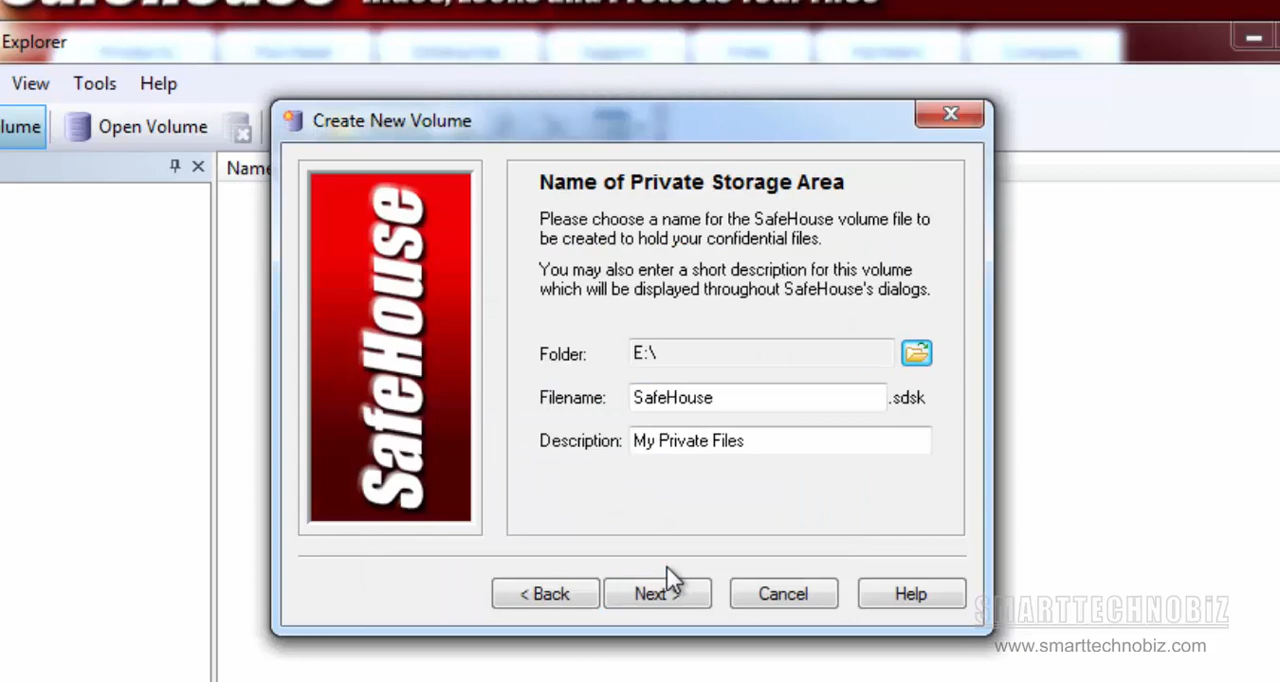 Explorer
View Tools Help
lume Open Volume
Name
Create New Volume
SafeHouse
Name of Private Storage Area
Please choose a name for the SafeHouse volume file to
be created to hold your confidential files.
You may also enter a short description for this volume
which will be displayed throughout SafeHouse's dialogs.
Folder: E:\
Filename: SafeHouse .sdsk
Description: My Private Files
< Back Next > Cancel Help
SMARTTECHNOBIZ
www.smarttechnobiz.com